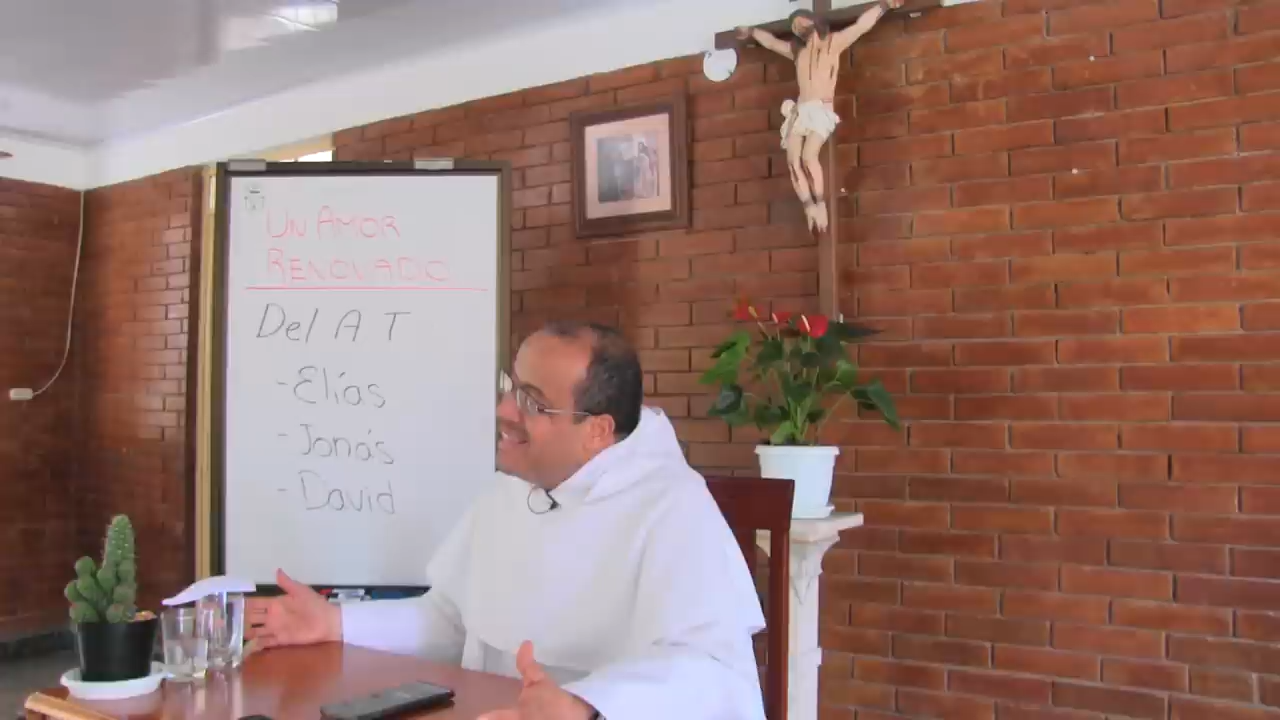 Un Amor
Renovado
Del A T
- Elías
- Jonás
- David